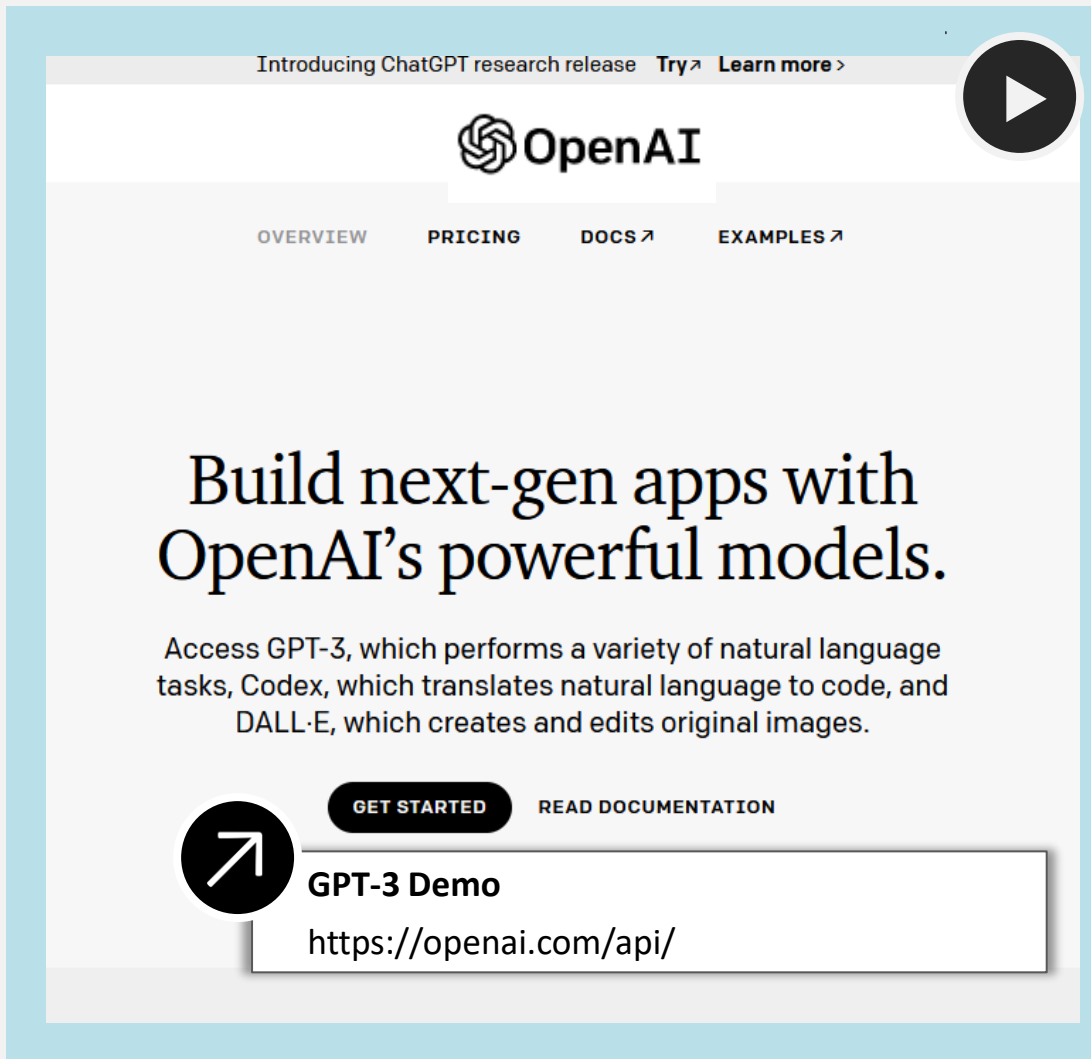 Introducing ChatGPT research release Try↗ Learn more ›
OpenAI
OVERVIEW PRICING DOCS↗ EXAMPLES↗
Build next-gen apps with
OpenAI’s powerful models.
Access GPT-3, which performs a variety of natural language
tasks, Codex, which translates natural language to code, and
DALL·E, which creates and edits original images.
GET STARTED READ DOCUMENTATION
GPT-3 Demo
https://openai.com/api/